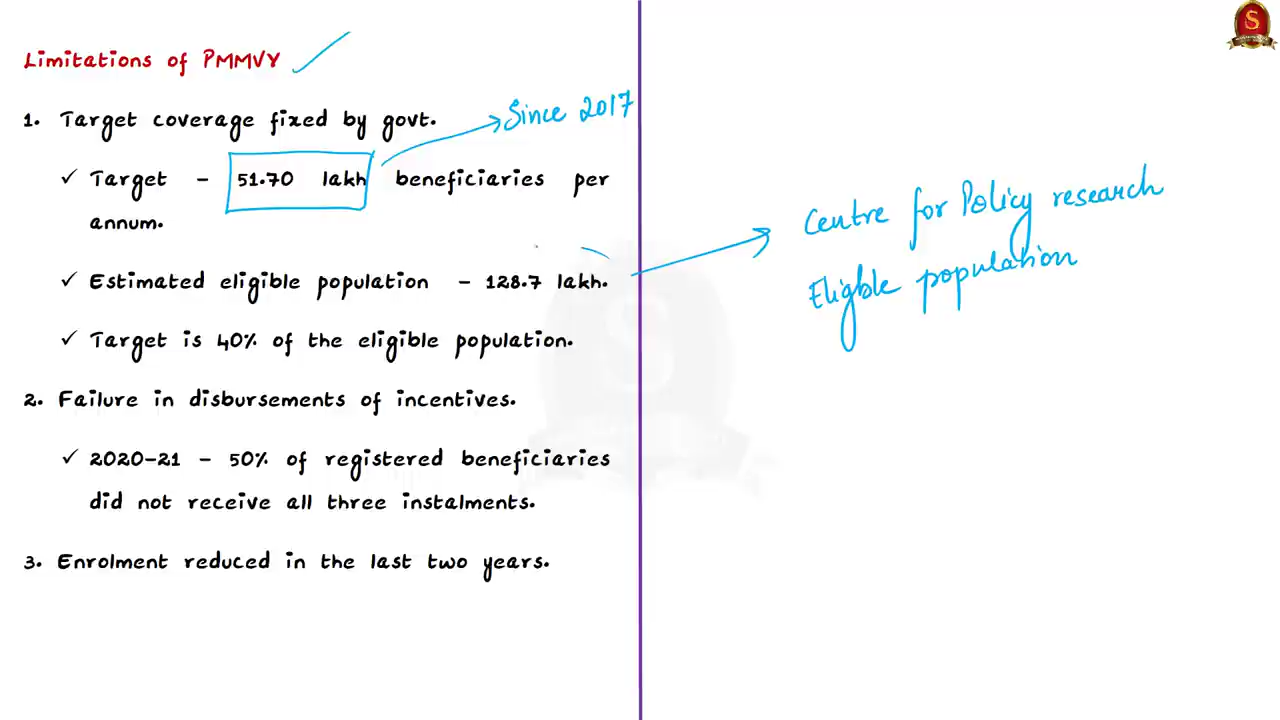 Limitations of PMMVY
1. Target coverage fixed by govt.
Since 2017
✓ Target - 51.70 lakh beneficiaries per
annum.
✓ Estimated eligible population - 128.7 lakh.
Centre for Policy research
Eligible population
✓ Target is 40% of the eligible population.
2. Failure in disbursements of incentives.
✓ 2020-21 - 50% of registered beneficiaries
did not receive all three instalments.
3. Enrolment reduced in the last two years.
S